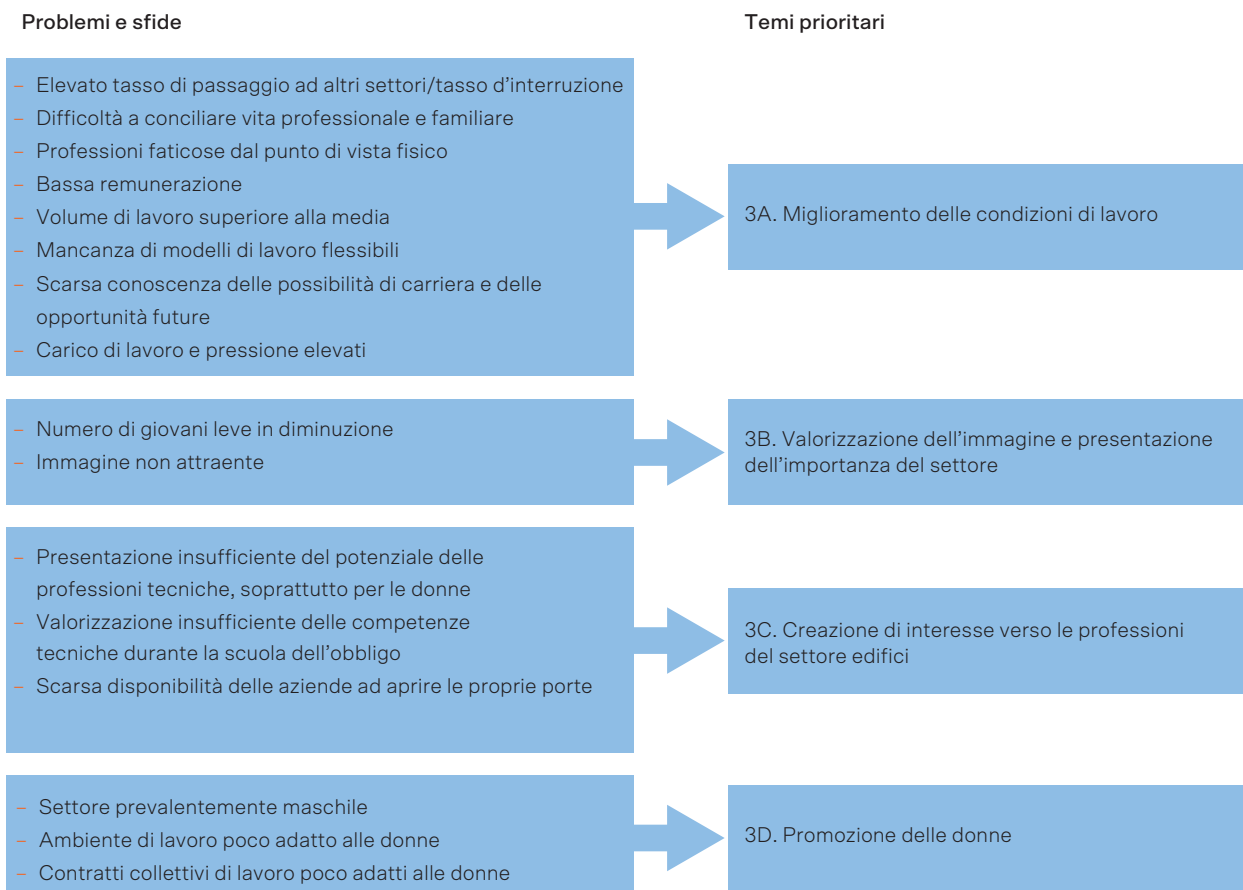 Problemi e sfide
Temi prioritari
– Elevato tasso di passaggio ad altri settori/tasso d’interruzione
– Difficoltà a conciliare vita professionale e familiare
– Professioni faticose dal punto di vista fisico
– Bassa remunerazione
– Volume di lavoro superiore alla media
– Mancanza di modelli di lavoro flessibili
– Scarsa conoscenza delle possibilità di carriera e delle
opportunità future
– Carico di lavoro e pressione elevati
3A. Miglioramento delle condizioni di lavoro
– Numero di giovani leve in diminuzione
– Immagine non attraente
3B. Valorizzazione dell’immagine e presentazione
dell’importanza del settore
– Presentazione insufficiente del potenziale delle
professioni tecniche, soprattutto per le donne
– Valorizzazione insufficiente delle competenze
tecniche durante la scuola dell’obbligo
– Scarsa disponibilità delle aziende ad aprire le proprie porte
3C. Creazione di interesse verso le professioni
del settore edifici
– Settore prevalentemente maschile
– Ambiente di lavoro poco adatto alle donne
– Contratti collettivi di lavoro poco adatti alle donne
3D. Promozione delle donne